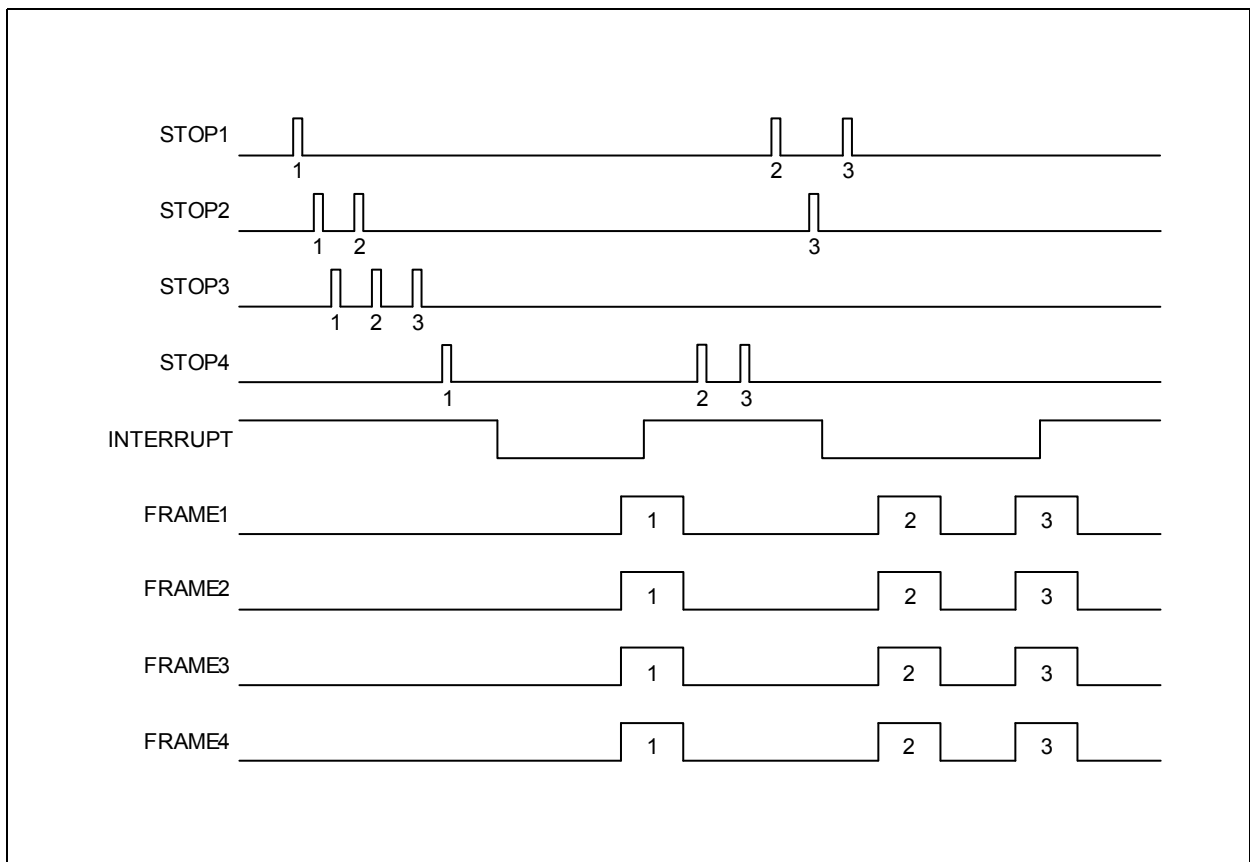 STOP1
1 2 3
STOP2
1 2 3
STOP3
1 2 3
STOP4
1 2 3
INTERRUPT
FRAME1 1 2 3
FRAME2 1 2 3
FRAME3 1 2 3
FRAME4 1 2 3